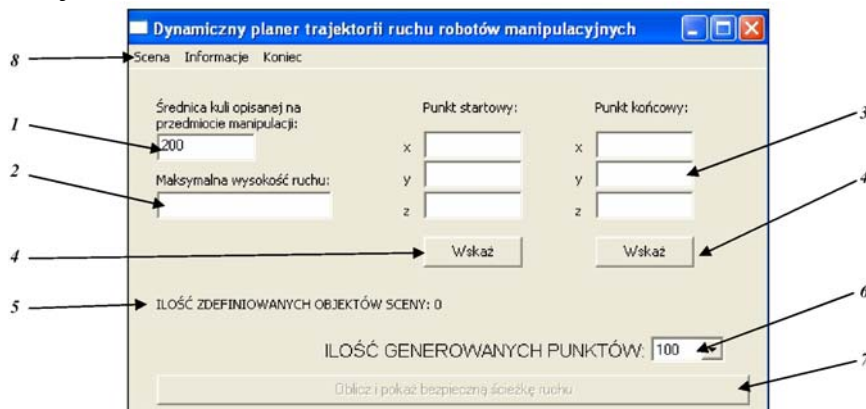 Dynamiczny planer trajektorii ruchu robotów manipulacyjnych
8 Scena Informacje Koniec
Średnica kuli opisanej na
przedmiocie manipulacji:
Punkt startowy: Punkt końcowy:
1 200 x x 3
y y
2 Maksymalna wysokość ruchu:
4
z z
4 Wskaż Wskaż
5 ILOŚĆ ZDEFINIOWANYCH OBJEKTÓW SCENY: 0
6
ILOŚĆ GENEROWANYCH PUNKTÓW: 100
7
Oblicz i pokaż bezpieczną ścieżkę ruchu